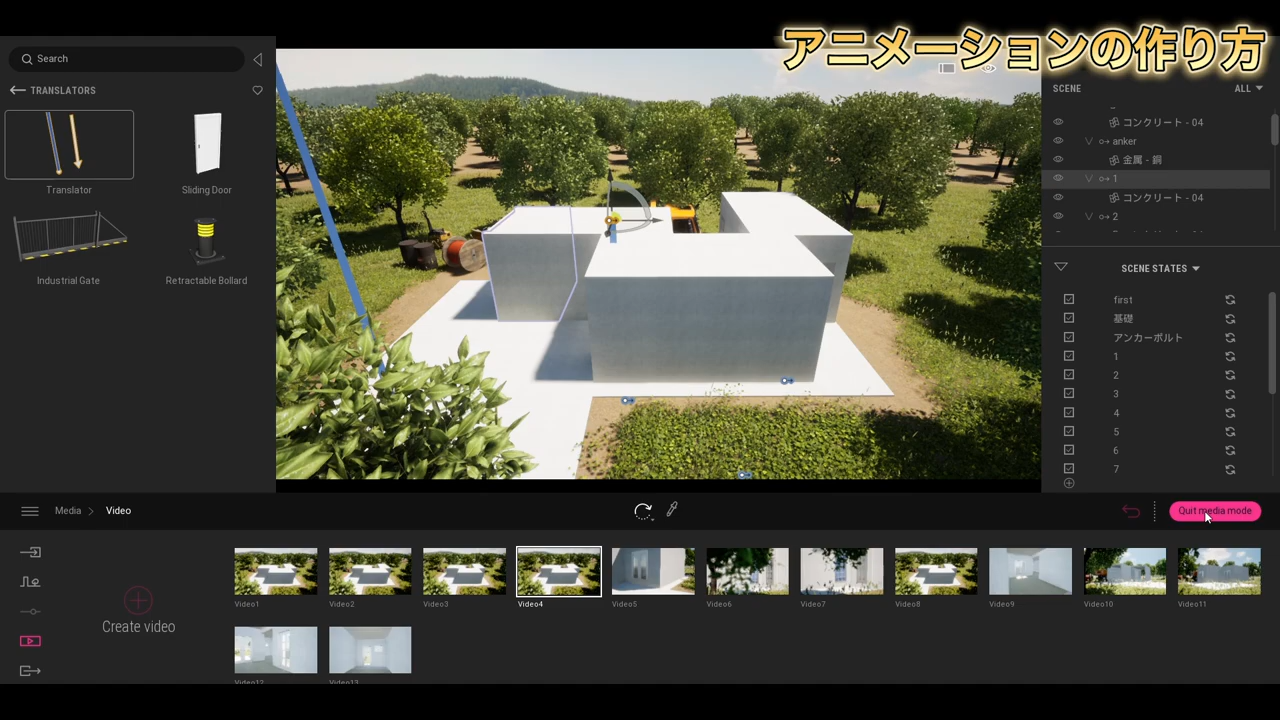 アニメーションの作り方
Search
TRANSLATORS
Translator
Sliding Door
Industrial Gate
Retractable Bollard
SCENE
ALL
コンクリート - 04
anker
金属 - 銅
1
コンクリート - 04
2
SCENE STATES
first
基礎
アンカーボルト
1
2
3
4
5
6
7
Media
Video
Quit media mode
Create video
Video1
Video2
Video3
Video4
Video5
Video6
Video7
Video8
Video9
Video10
Video11
Video12
Video13